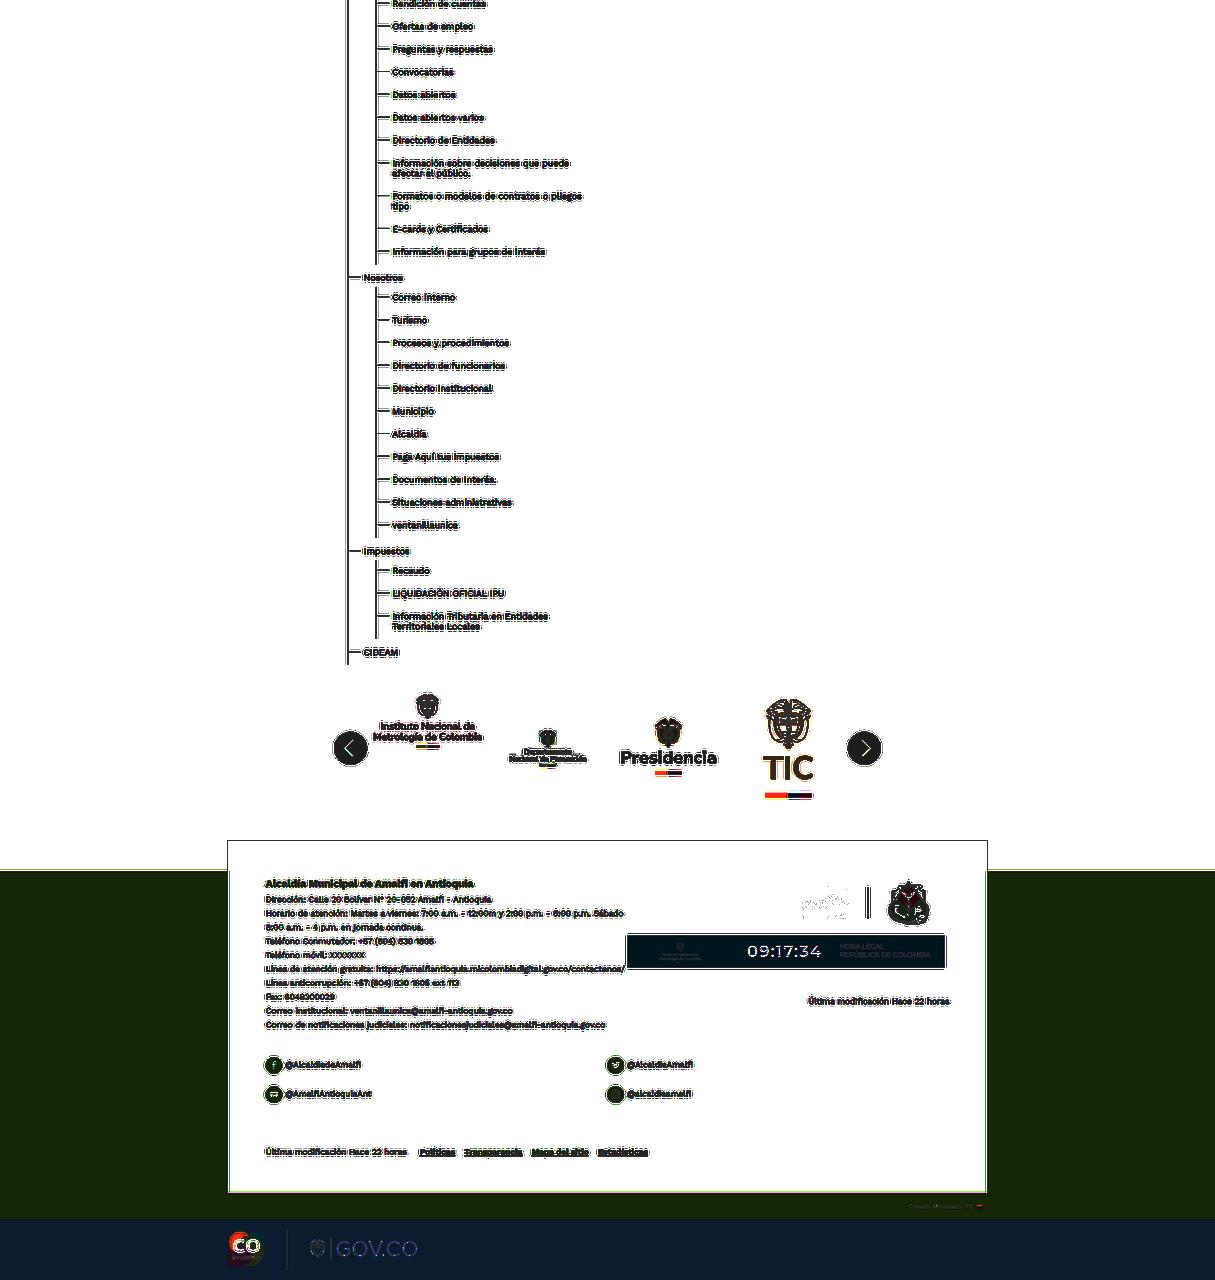 Rendición de cuentas
Ofertas de empleo
Preguntas y respuestas
Convocatorias
Datos abiertos
Datos abiertos varios
Directorio de Entidades
Información sobre decisiones que puede
afectar al público.
Formatos o modelos de contratos o pliegos
tipo
E-cards y Certificados
Información para grupos de interés
Nosotros
Correo interno
Turismo
Procesos y procedimientos
Directorio de funcionarios
Directorio Institucional
Municipio
Alcaldía
Paga Aquí tus impuestos
Documentos de Interés.
Situaciones administrativas
ventanillaunica
Impuestos
Recaudo
LIQUIDACIÓN OFICIAL IPU
Información Tributaria en Entidades
Territoriales Locales
CIDEAM
Instituto Nacional de
Metrología de Colombia
Departamento
Nacional de Planeación
Presidencia
TIC
Alcaldía Municipal de Amalfi en Antioquia
Dirección: Calle 20 Bolívar N° 20-052 Amalfi - Antioquia
Horario de atención: Martes a viernes: 7:00 a.m. - 12:00m y 2:00 p.m. - 6:00 p.m. Sábado
8:00 a.m. - 4 p.m. en jornada continua.
Teléfono Conmutador: +57 (604) 830 1605
Teléfono móvil: XXXXXXX
Línea de atención gratuita: https://amalfiantioquia.micolombiadigital.gov.co/contactenos/
Línea anticorrupción: +57 (604) 830 1605 ext 112
Fax:
Correo institucional: ventanillaunica@amalfi-antioquia.gov.co
Correo de notificaciones judiciales: notificacionesjudiciales@amalfi-antioquia.gov.co
09:17:34
HORA LEGAL
REPÚBLICA DE COLOMBIA
Última modificación Hace 22 horas
@AlcaldiadeAmalfi
@AlcaldiaAmalfi
@AmalfiAntioquiaAnt
@alcaldiaamalfi
Última modificación Hace 22 horas Políticas Transparencia Mapa del sitio Estadísticas
CO
GOV.CO